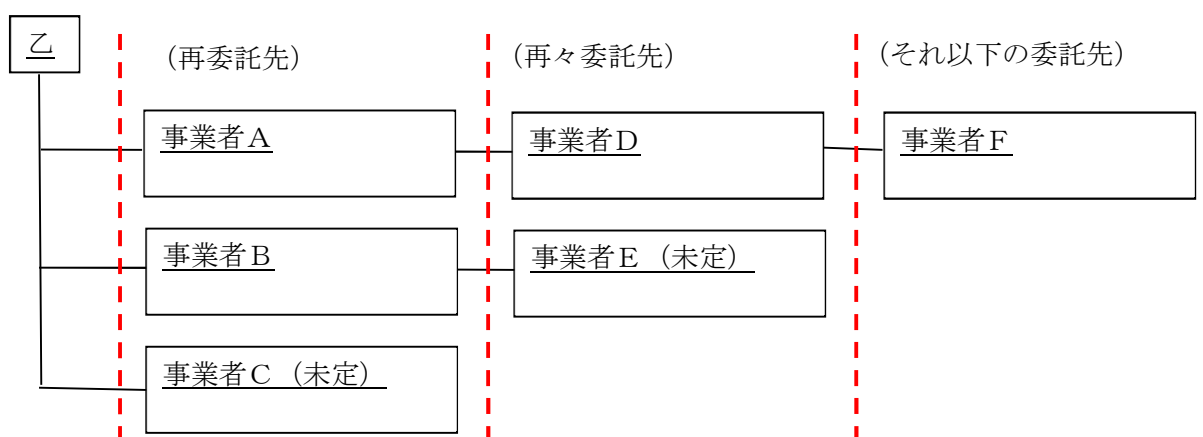 乙
(再委託先)
(再々委託先)
(それ以下の委託先)
事業者A
事業者D
事業者F
事業者B
事業者E (未定)
事業者C (未定)